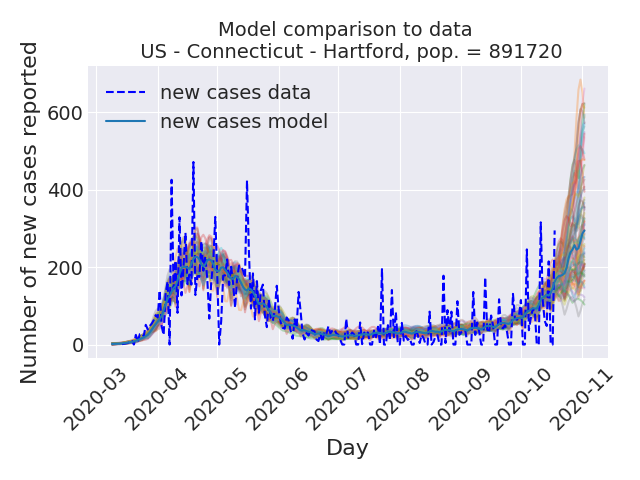 Model comparison to data
US - Connecticut - Hartford, pop. = 891720
Number of new cases reported
new cases data
new cases model
600
400
200
0
2020-03
2020-04
2020-05
2020-06
2020-07
2020-08
2020-09
2020-10
2020-11
Day